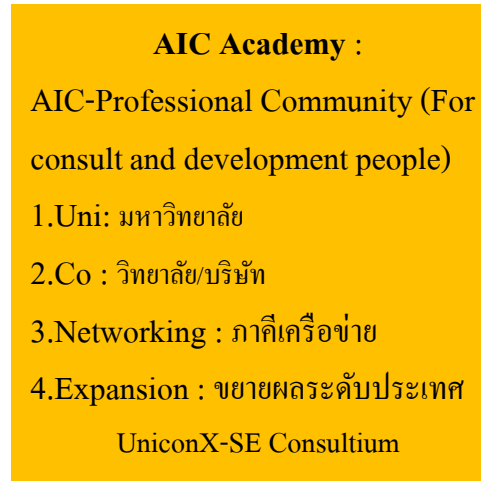 AIC Academy :
AIC-Professional Community (For
consult and development people)
1.Uni: มหาวิทยาลัย
2.Co : วิทยาลัย/บริษัท
3.Networking : ภาคีเครือข่าย
4.Expansion : ขยายผลระดับประเทศ
UniconX-SE Consultium